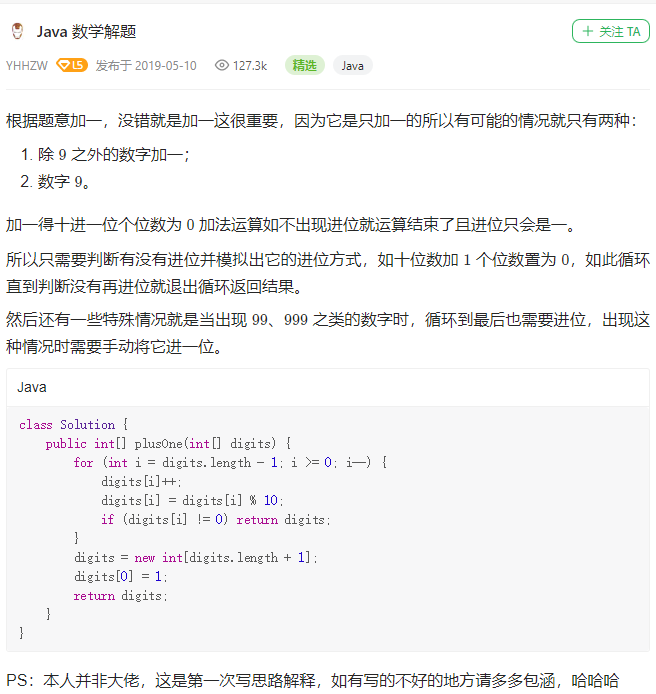 Java 数学解题
+ 关注 TA
YHHZW L5 发布于 2019-05-10 127.3k 精选 Java
根据题意加一，没错就是加一这很重要，因为它是只加一的所以有可能的情况就只有两种：
1. 除 9 之外的数字加一；
2. 数字 9。
加一得十进一位个位数为 0 加法运算如不出现进位就运算结束了且进位只会是一。
所以只需要判断有没有进位并模拟出它的进位方式，如十位数加 1 个位数置为 0，如此循环
直到判断没有再进位就退出循环返回结果。
然后还有一些特殊情况就是当出现 99、999 之类的数字时，循环到最后也需要进位，出现这
种情况时需要手动将它进一位。
Java
class Solution {
    public int[] plusOne(int[] digits) {
        for (int i = digits.length - 1; i >= 0; i--) {
            digits[i]++;
            digits[i] = digits[i] % 10;
            if (digits[i] != 0) return digits;
        }
        digits = new int[digits.length + 1];
        digits[0] = 1;
        return digits;
    }
}
PS：本人并非大佬，这是第一次写思路解释，如有写的不好的地方请多多包涵，哈哈哈